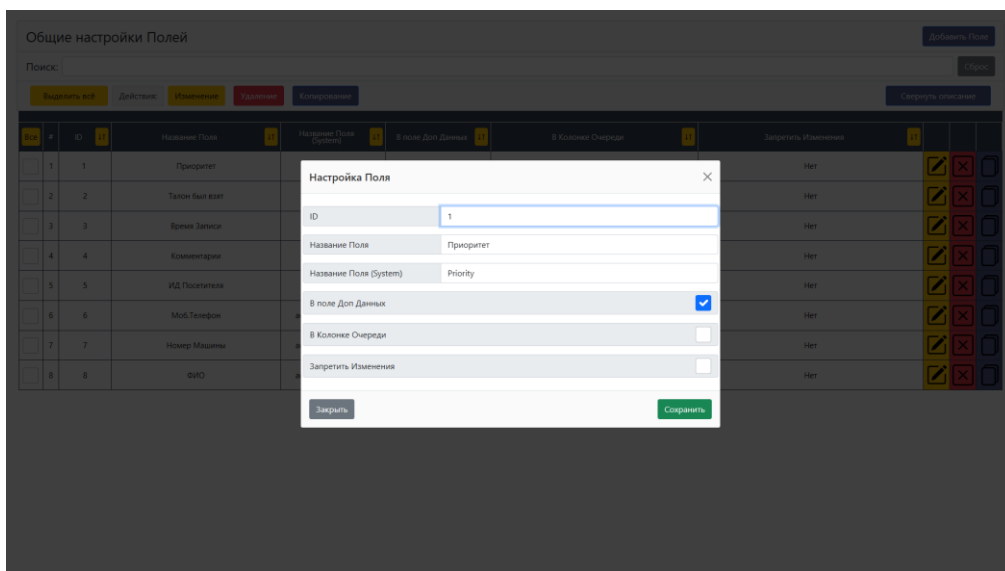 Общие настройки Полей
Добавить Поле
Поиск:
Сброс
Выделить всё Действия: Изменение Удаление Копирование Свернуть описание
Все # ID Название Поля Название Поля (System) В поле Доп Данных В Колонке Очереди Запретить Изменения
1 1 Приоритет Нет
2 2 Талон был взят Нет
3 3 Время Записи Нет
4 4 Комментарии Нет
5 5 ИД Посетителя Нет
6 6 Моб.Телефон Нет
7 7 Номер Машины Нет
8 8 ФИО Нет
Настройка Поля
ID 1
Название Поля Приоритет
Название Поля (System) Priority
В поле Доп Данных
В Колонке Очереди
Запретить Изменения
Закрыть Сохранить